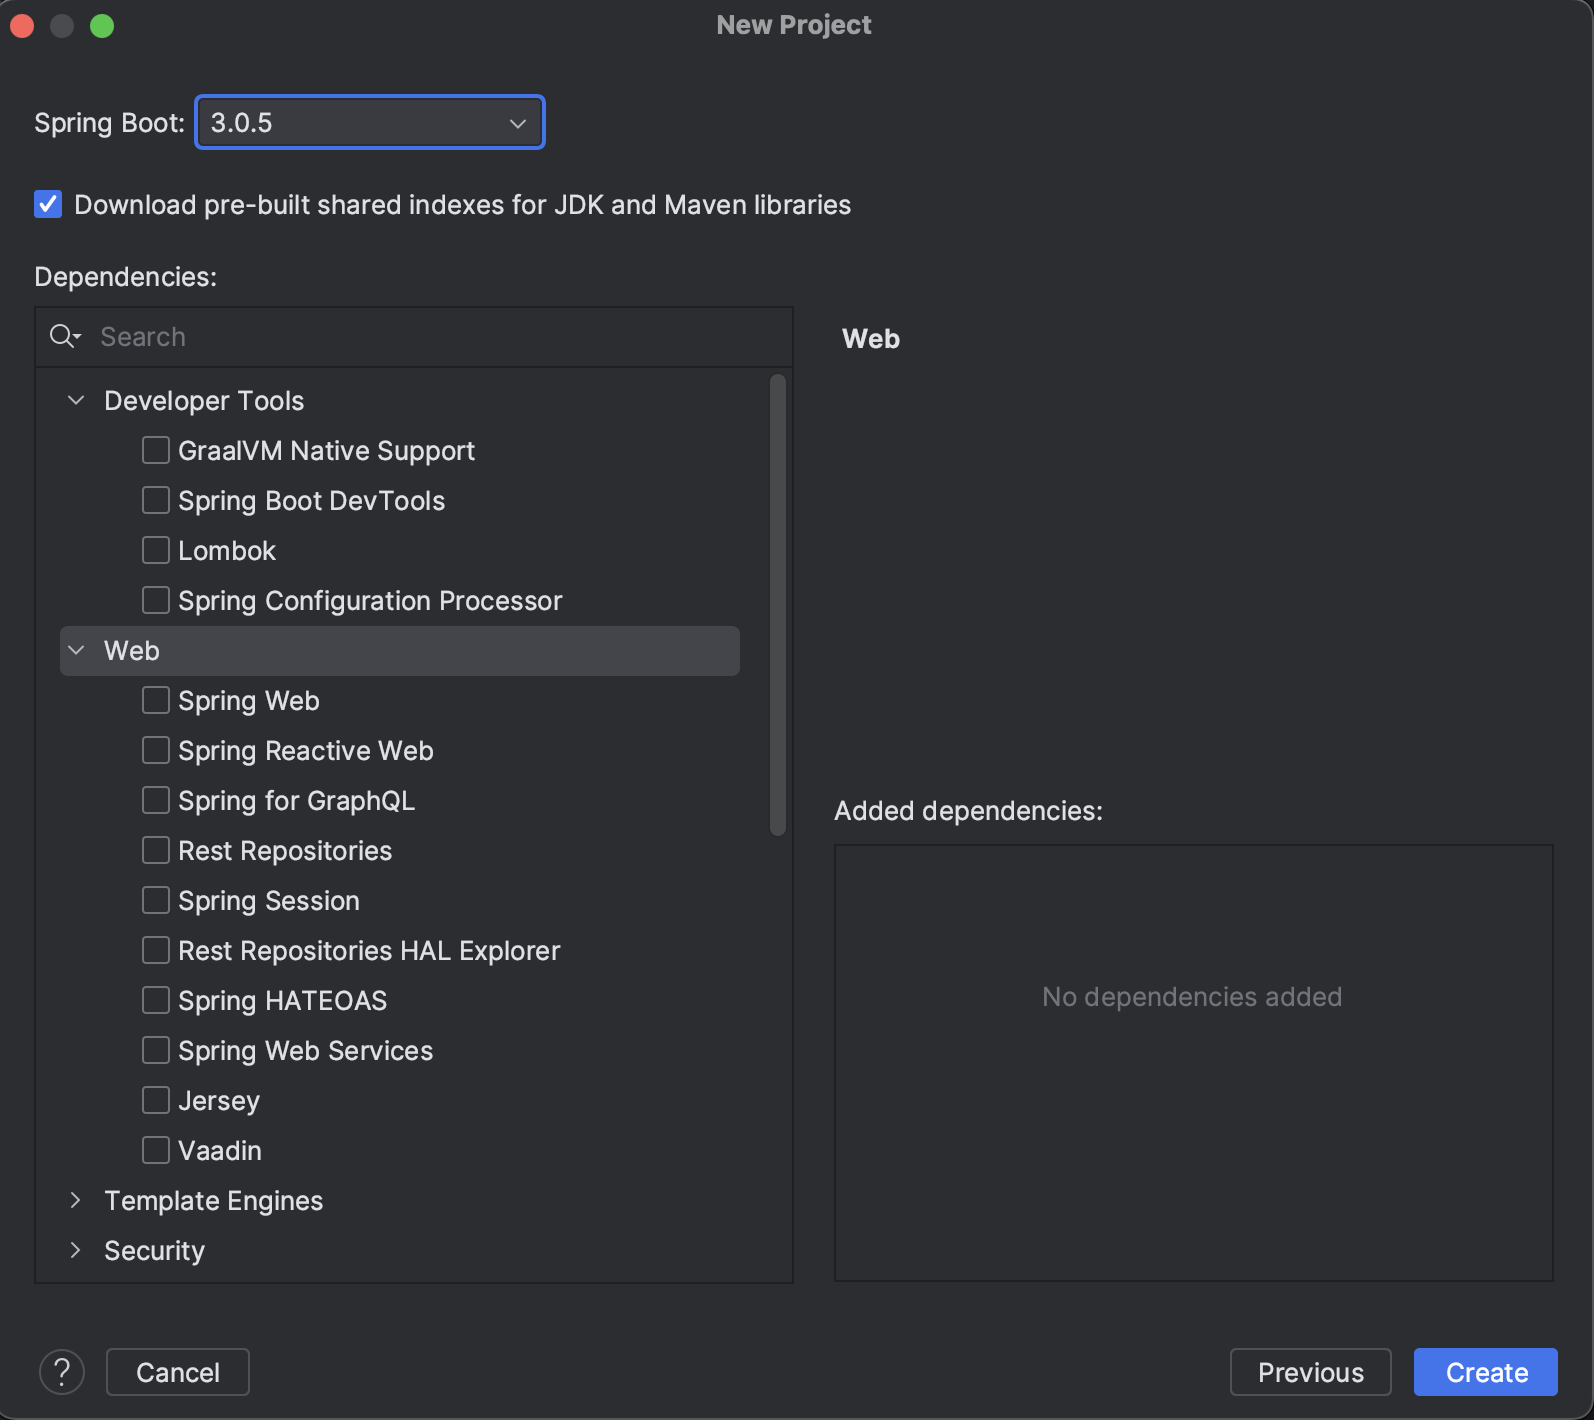 New Project
Spring Boot: 3.0.5
Download pre-built shared indexes for JDK and Maven libraries
Dependencies:
Search
Developer Tools
GraalVM Native Support
Spring Boot DevTools
Lombok
Spring Configuration Processor
Web
Spring Web
Spring Reactive Web
Spring for GraphQL
Rest Repositories
Spring Session
Rest Repositories HAL Explorer
Spring HATEOAS
Spring Web Services
Jersey
Vaadin
Template Engines
Security
Web
Added dependencies:
No dependencies added
? Cancel Previous Create